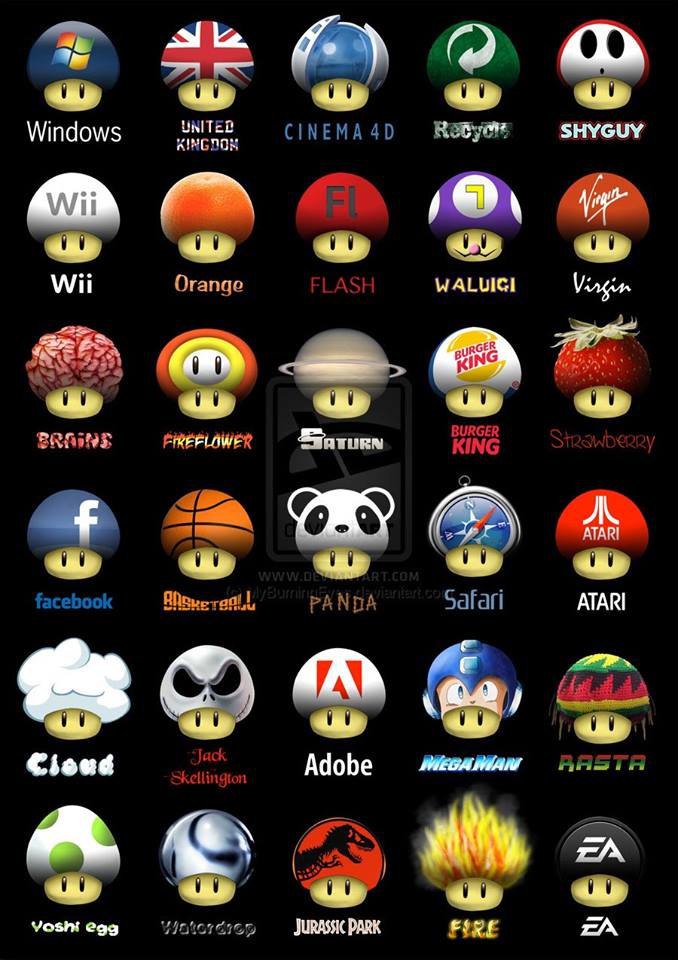 Windows
UNITED
KINGDOM
CINEMA 4D
Recycle
SHYGUY
Wii
Wii
Orange
Fl
FLASH
WALUIGI
Virgin
Virgin
BRAINS
FIREFLOWER
SATURN
BURGER
KING
BURGER
KING
Strawberry
f
facebook
BASKETBALL
deviantART
WWW.DEVIANTART.COM
PANDA
N
E
W
Safari
ATARI
ATARI
Cloud
Jack
Skellington
Adobe
MEGAMAN
RASTA
Yoshi egg
Waterdrop
JURASSIC PARK
FIRE
EA
EA